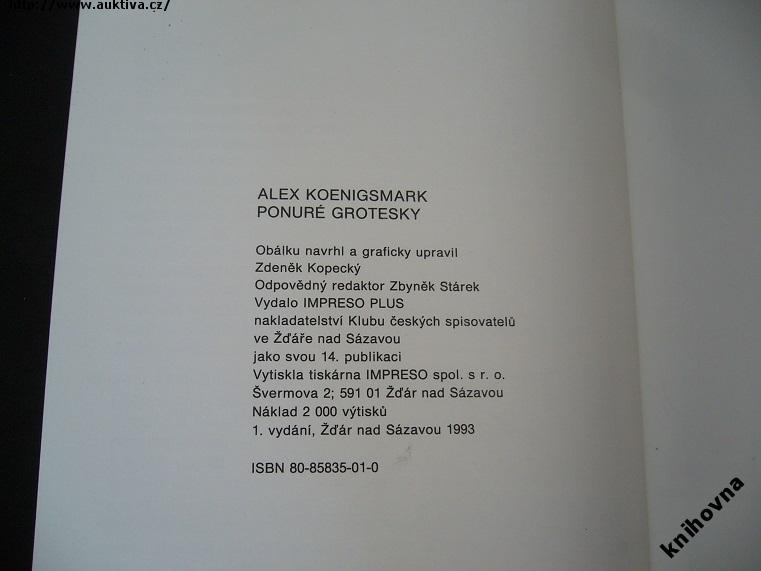 http://www.auktiva.cz/
ALEX KOENIGSMARK
PONURÉ GROTESKY
Obálku navrhl a graficky upravil
Zdeněk Kopecký
Odpovědný redaktor Zbyněk Stárek
Vydalo IMPRESO PLUS
nakladatelství Klubu českých spisovatelů
ve Žďáře nad Sázavou
jako svou 14. publikaci
Vytiskla tiskárna IMPRESO spol. s r. o.
Švermova 2; 591 01 Žďár nad Sázavou
Náklad 2 000 výtisků
1. vydání, Žďár nad Sázavou 1993
ISBN 80-85835-01-0
knihovna